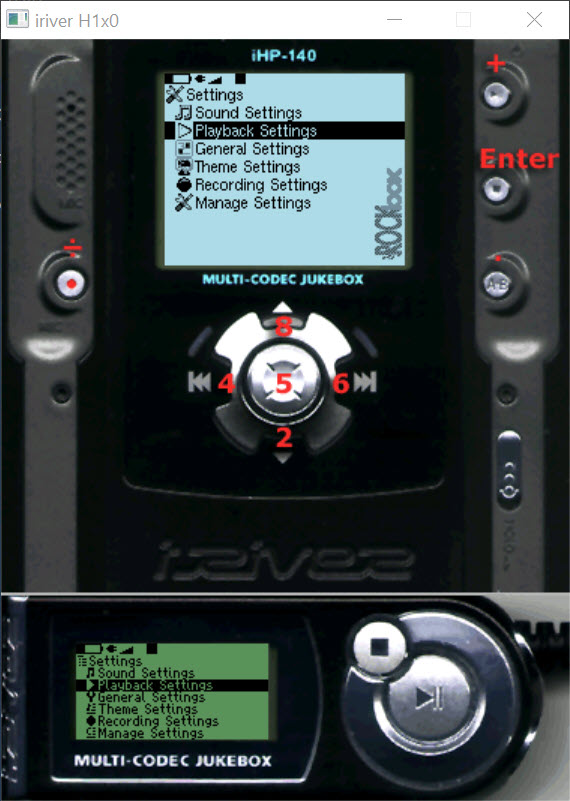 iriver H1x0
iHP-140
Settings
Sound Settings
Playback Settings
General Settings
Theme Settings
Recording Settings
Manage Settings
ROCKbox
MULTI-CODEC JUKEBOX
+
Enter
÷
.
A-B
8
4 5 6
2
iRiver
Settings
Sound Settings
Playback Settings
General Settings
Theme Settings
Recording Settings
Manage Settings
MULTI-CODEC JUKEBOX